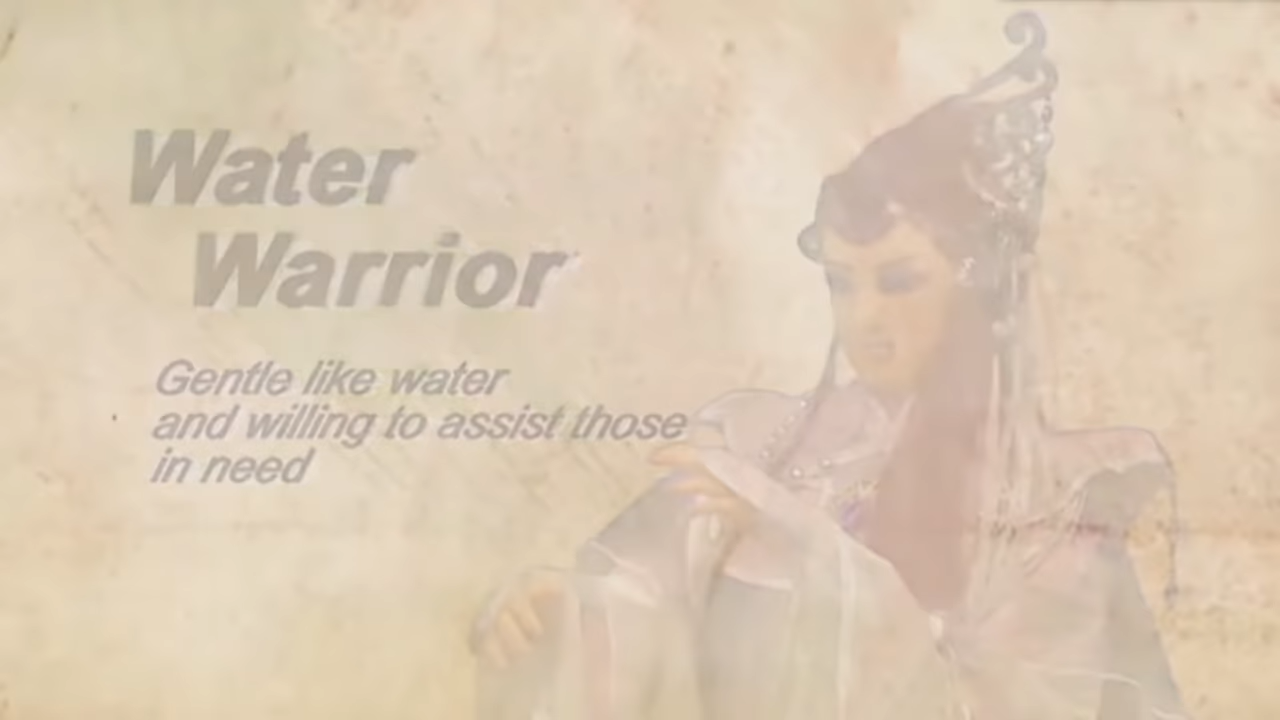 Water
Warrior
Gentle like water
and willing to assist those
in need